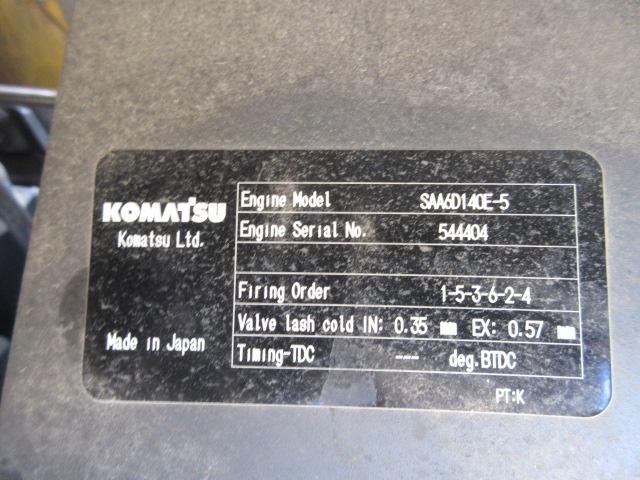 KOMATSU
Komatsu Ltd.
Made in Japan
Engine Model SAA6D140E-5
Engine Serial No. 544404
Firing Order 1-5-3-6-2-4
Valve lash cold IN: 0.35 mm EX: 0.57 mm
Timing-TDC --- deg.BTDC
PT:K